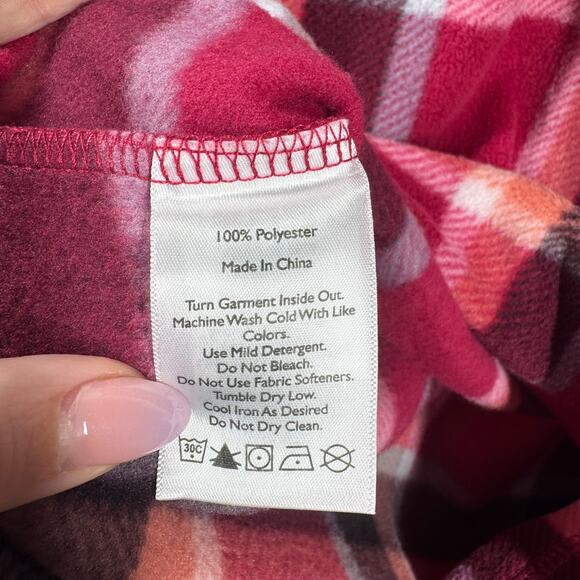 100% Polyester
Made In China
Turn Garment Inside Out.
Machine Wash Cold With Like
Colors.
Use Mild Detergent.
Do Not Bleach.
Do Not Use Fabric Softeners.
Tumble Dry Low.
Cool Iron As Desired
Do Not Dry Clean.
30C